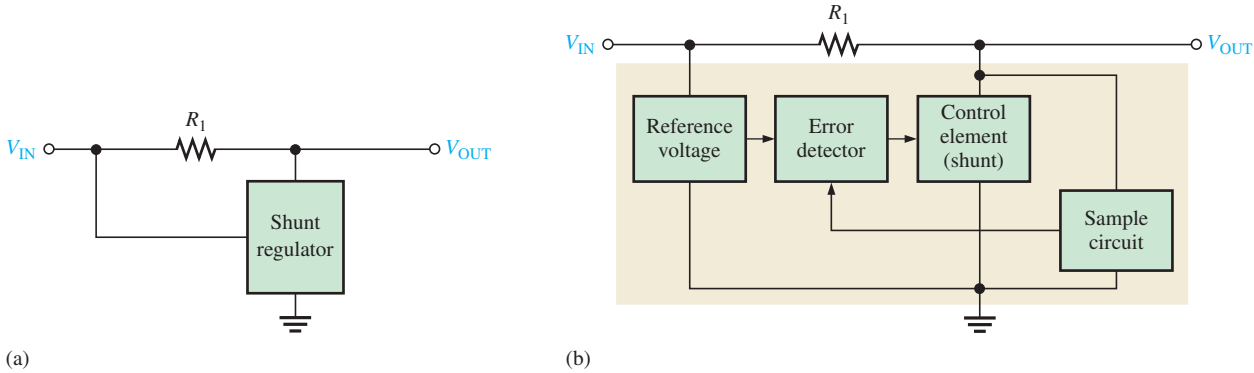 R1
VIN
VOUT
Shunt
regulator
(a)
R1
VIN
VOUT
Reference
voltage
Error
detector
Control
element
(shunt)
Sample
circuit
(b)